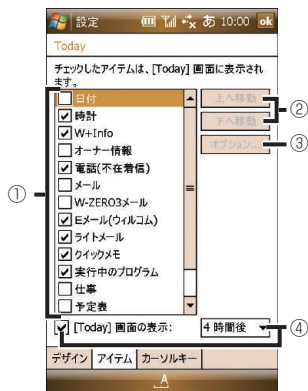 設定 あ 10:00 ok
Today
チェックしたアイテムは、[Today] 画面に表示され
ます。
日付
時計
W+Info
オーナー情報
電話(不在着信)
メール
W-ZERO3メール
Eメール(ウィルコム)
ライトメール
クイックメモ
実行中のプログラム
仕事
予定表
上へ移動
下へ移動
オプション...
①
②
③
[Today] 画面の表示: 4 時間後
④
デザイン アイテム カーソルキー
A